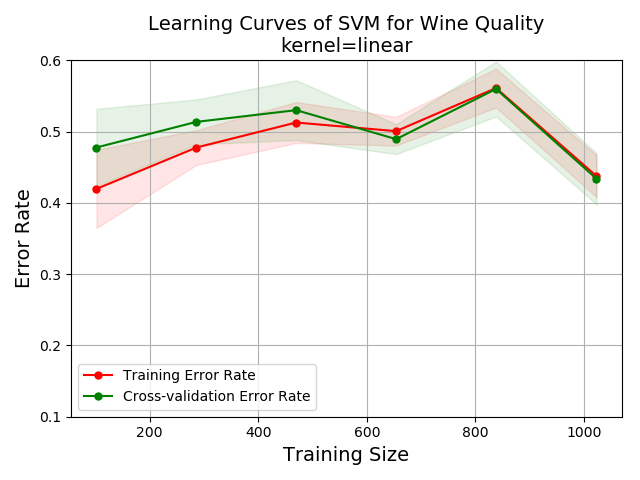 Learning Curves of SVM for Wine Quality
kernel=linear
0.6
0.5
0.4
0.3
0.2
0.1
Error Rate
Training Error Rate
Cross-validation Error Rate
200
400
600
800
1000
Training Size